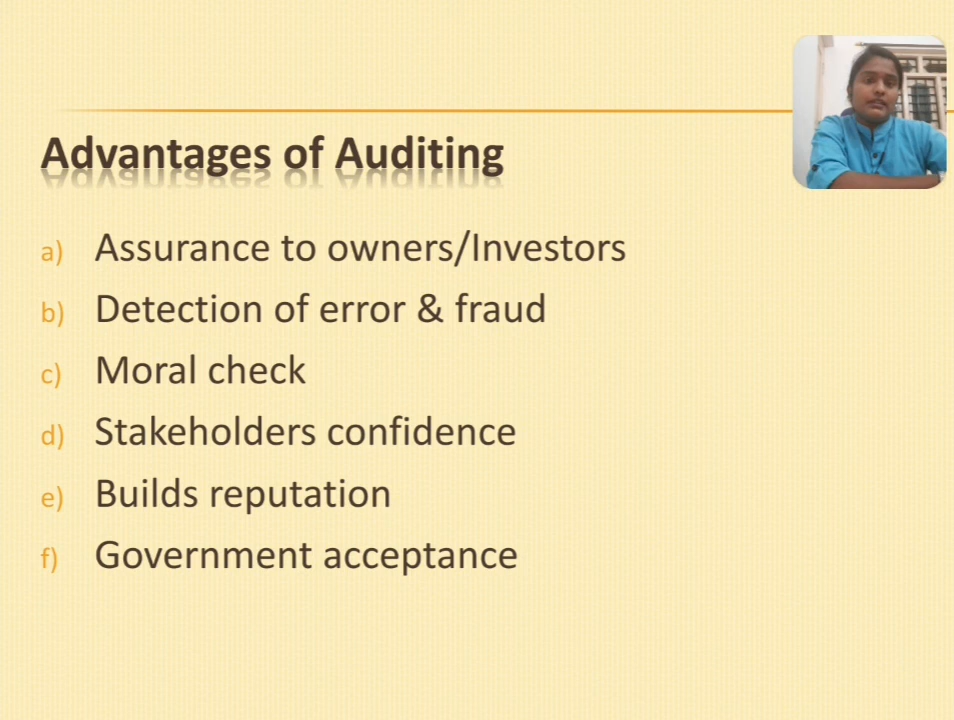 Advantages of Auditing
a) Assurance to owners/Investors
b) Detection of error & fraud
c) Moral check
d) Stakeholders confidence
e) Builds reputation
f) Government acceptance